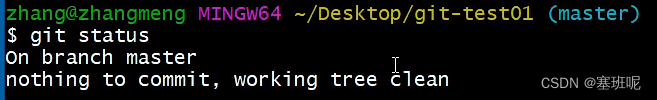 zhang@zhangmeng MINGW64 ~/Desktop/git-test01 (master)
$ git status
On branch master
nothing to commit, working tree clean
CSDN @塞班呢